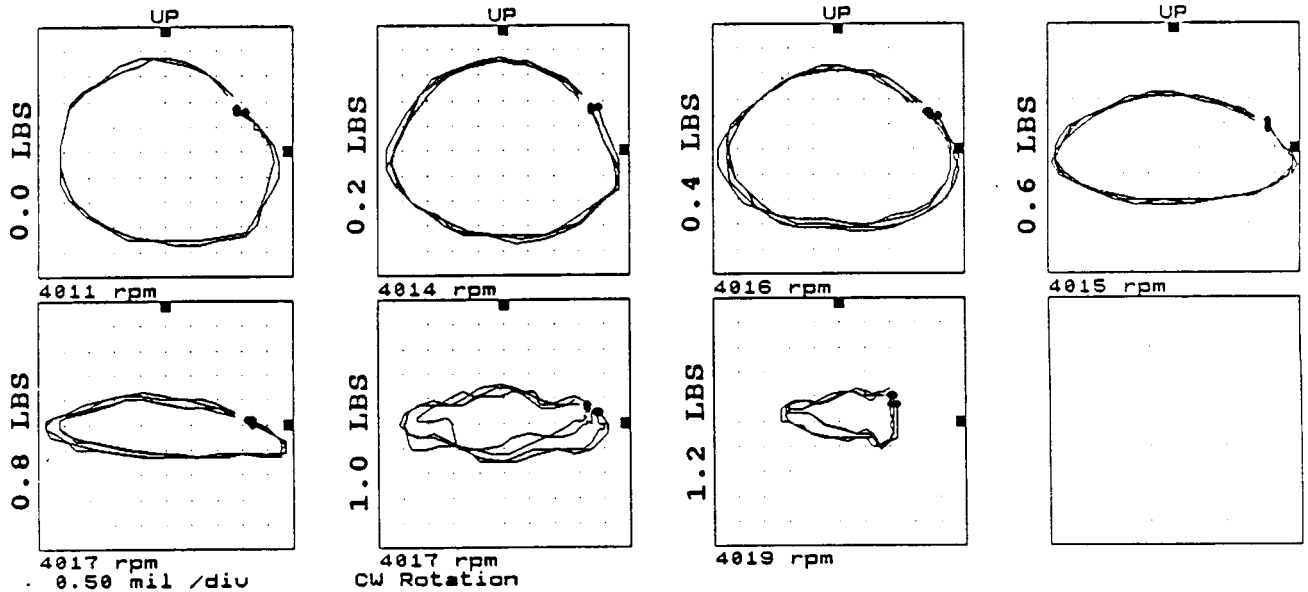 UP
UP
UP
UP
0.0 LBS
0.2 LBS
0.4 LBS
0.6 LBS
4011 rpm
4014 rpm
4016 rpm
4015 rpm
0.8 LBS
1.0 LBS
1.2 LBS
4017 rpm
4017 rpm
4019 rpm
0.50 mil /div
CW Rotation